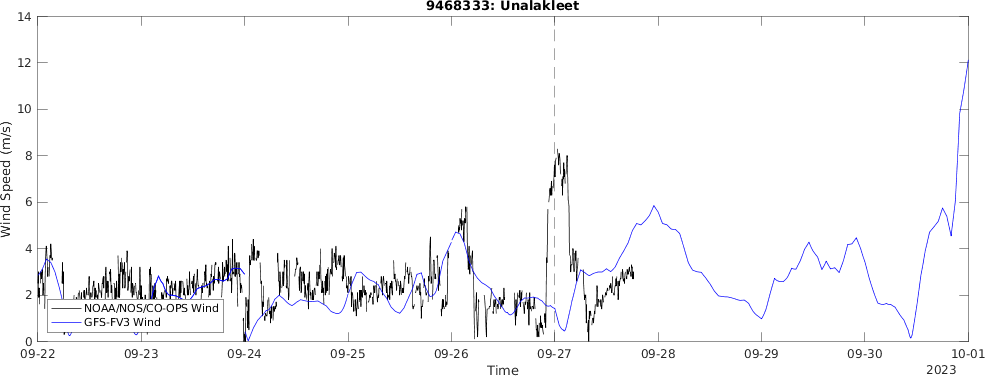 9468333: Unalakleet
14
12
10
8
6
4
2
0
Wind Speed (m/s)
NOAA/NOS/CO-OPS Wind
GFS-FV3 Wind
09-22 09-23 09-24 09-25 09-26 09-27 09-28 09-29 09-30 10-01
Time
2023